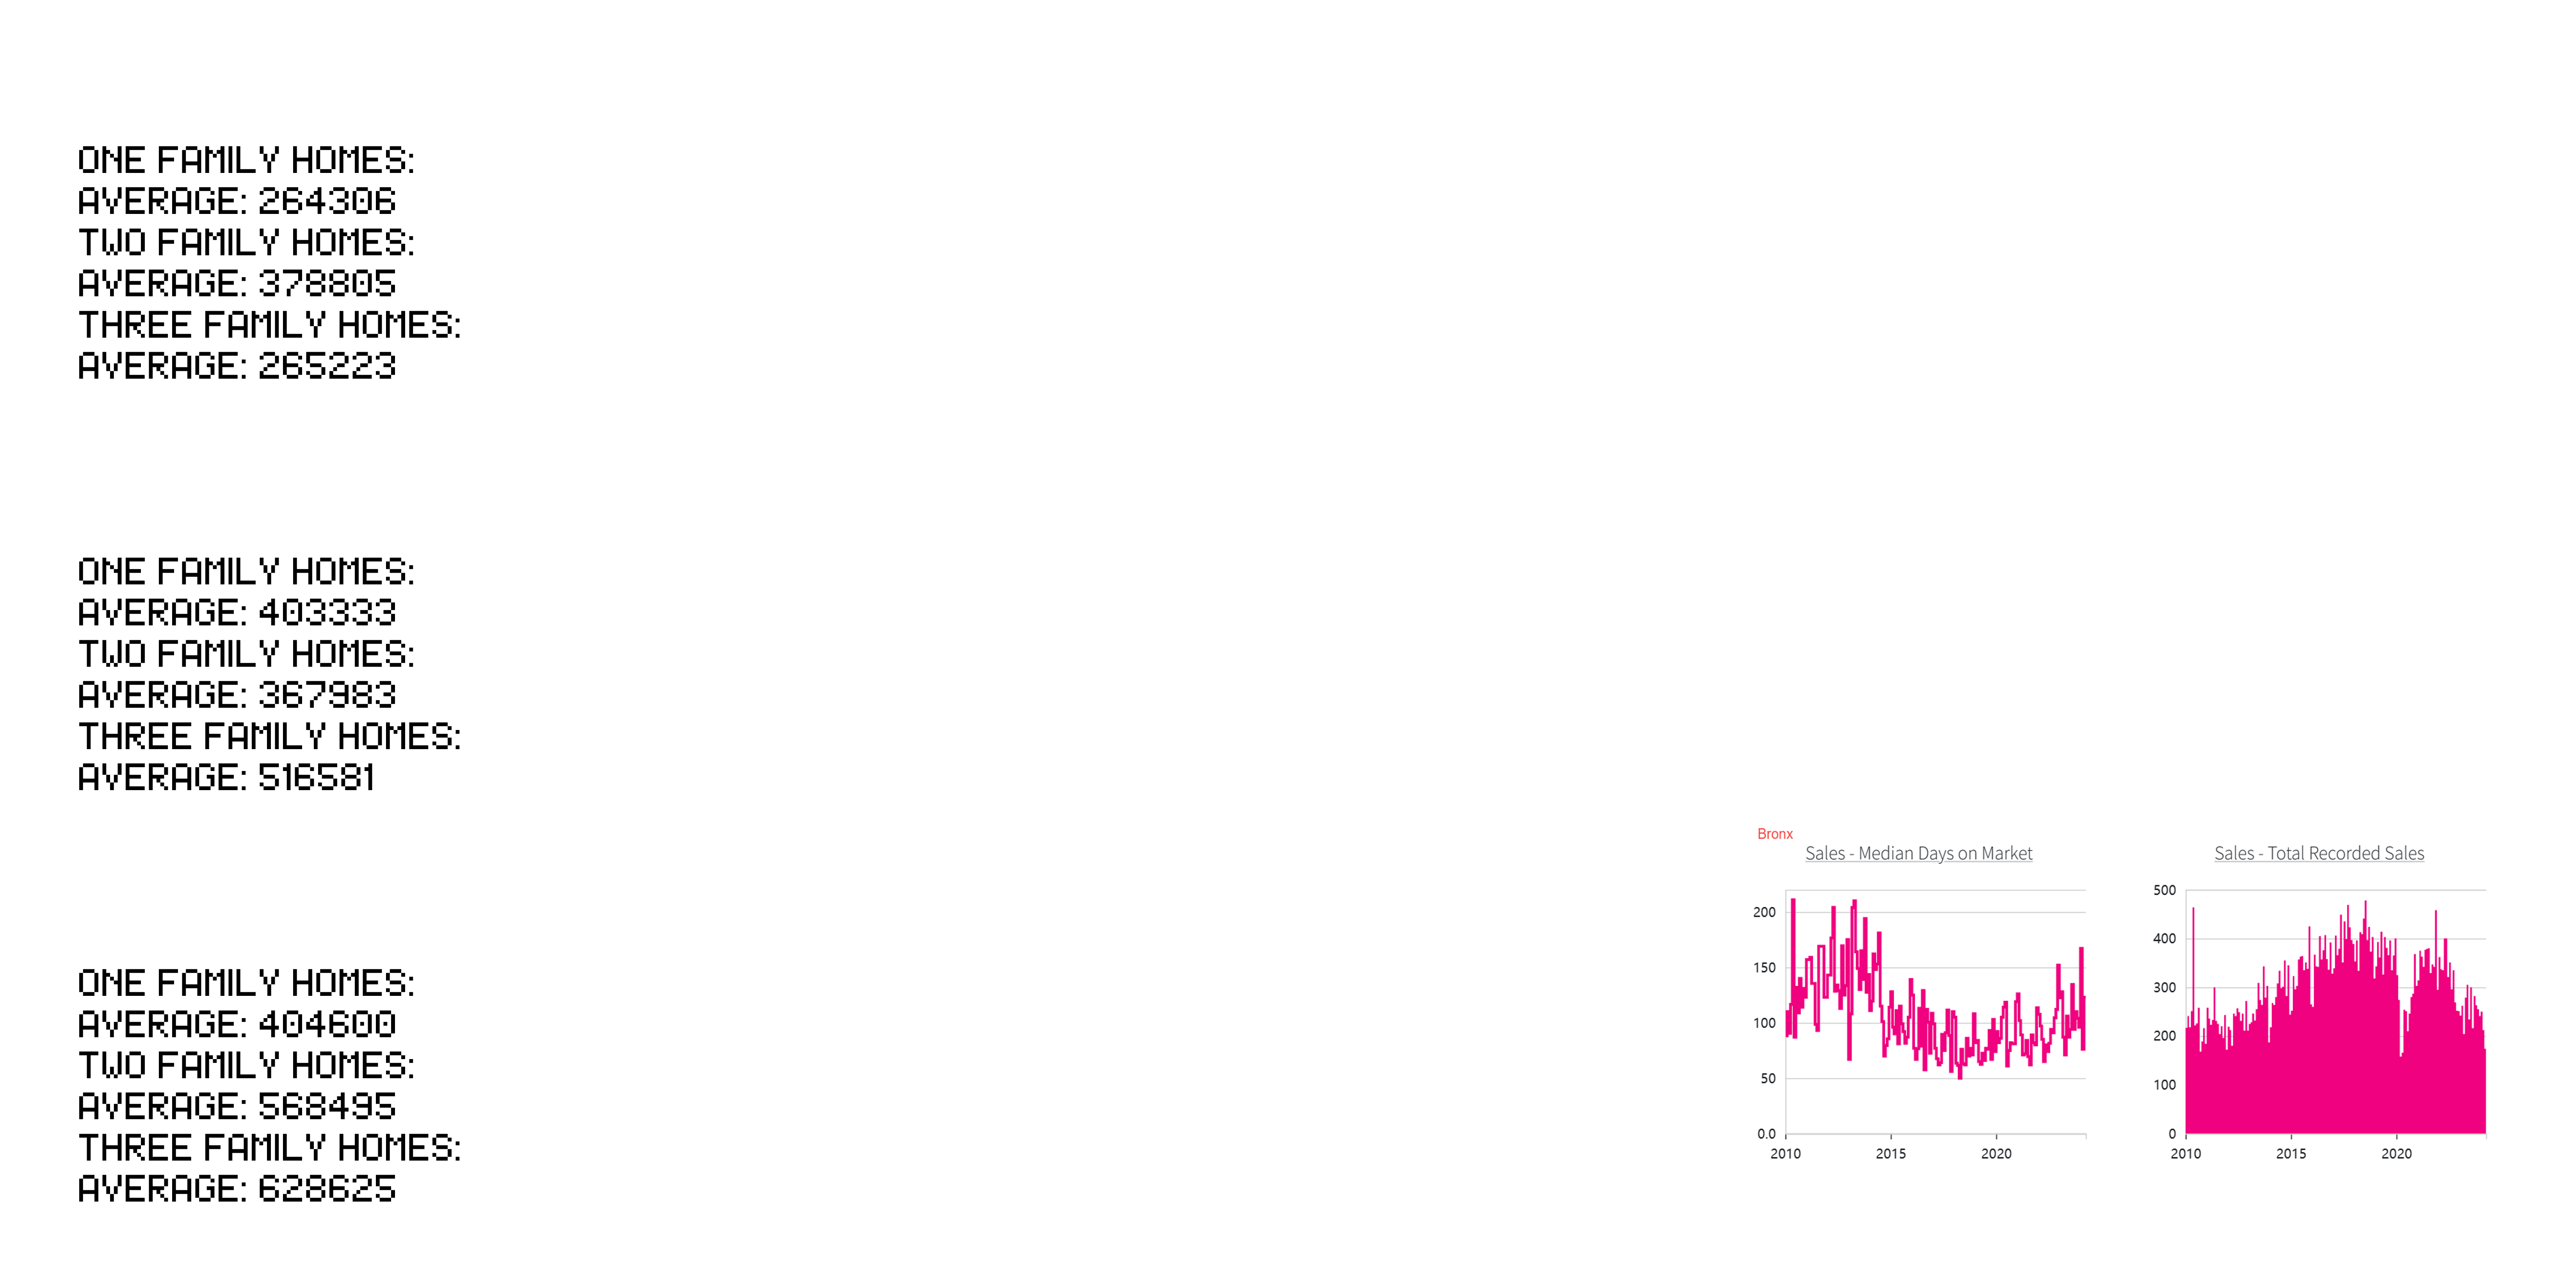 ONE FAMILY HOMES:
AVERAGE: 264306
TWO FAMILY HOMES:
AVERAGE: 378805
THREE FAMILY HOMES:
AVERAGE: 265223
ONE FAMILY HOMES:
AVERAGE: 403333
TWO FAMILY HOMES:
AVERAGE: 367983
THREE FAMILY HOMES:
AVERAGE: 516581
ONE FAMILY HOMES:
AVERAGE: 404600
TWO FAMILY HOMES:
AVERAGE: 568495
THREE FAMILY HOMES:
AVERAGE: 628625
Bronx
Sales - Median Days on Market
200
150
100
50
0.0
2010 2015 2020
Sales - Total Recorded Sales
500
400
300
200
100
0
2010 2015 2020